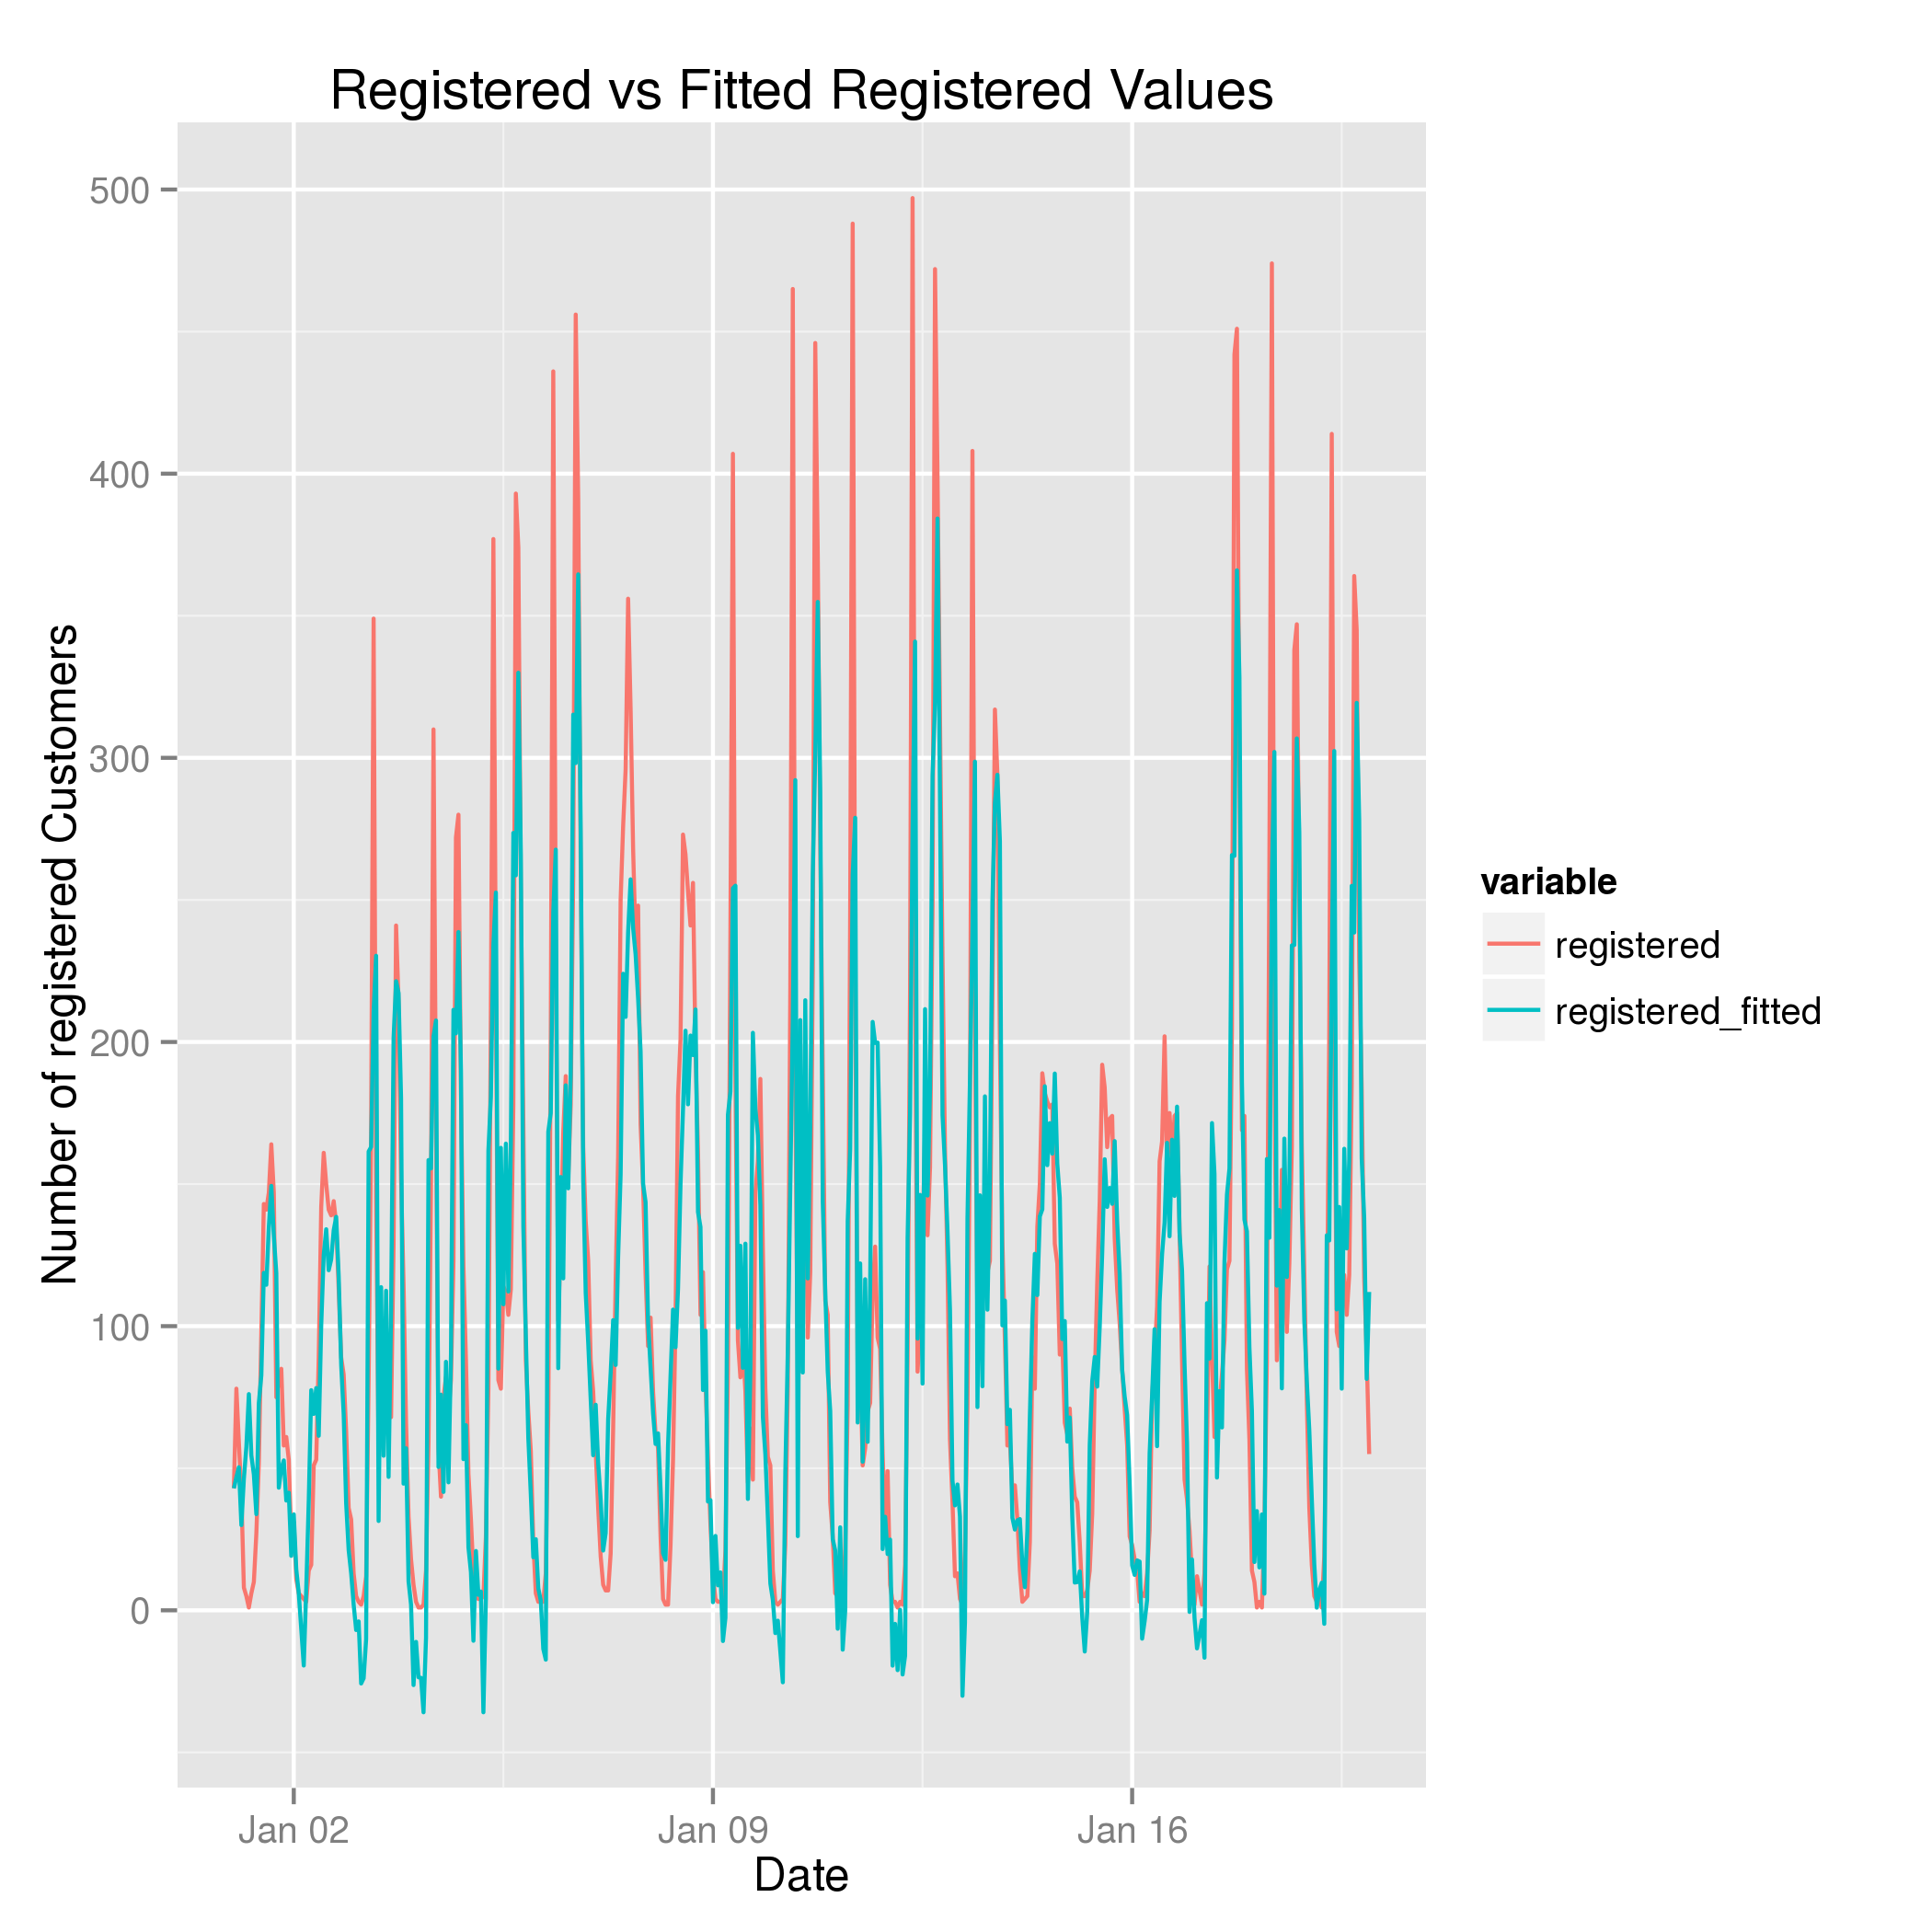 Registered vs Fitted Registered Values
500
400
300
200
100
0
Number of registered Customers
Jan 02
Jan 09
Jan 16
Date
variable
registered
registered_fitted